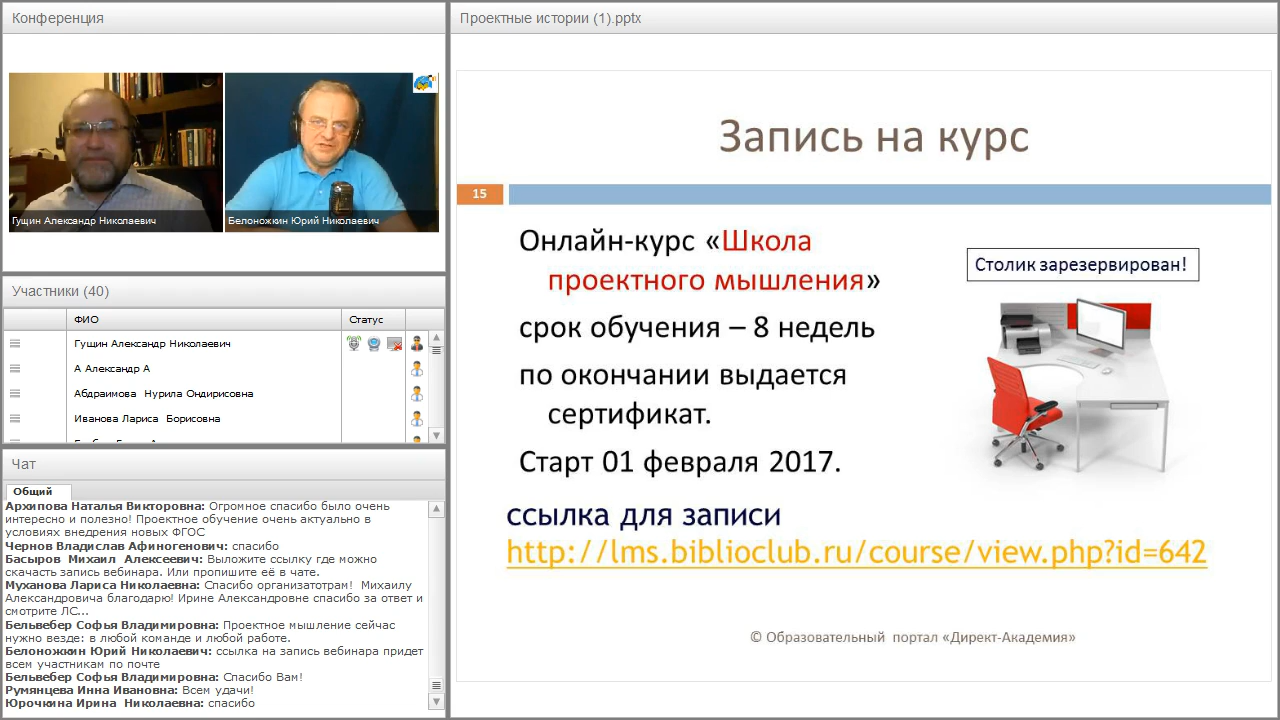 Конференция
Гущин Александр Николаевич
Белоножкин Юрий Николаевич
Участники (40)
ФИО
Статус
Гущин Александр Николаевич
А Александр А
Абдраимова Нурила Ондирисовна
Иванова Лариса Борисовна
Чат
Общий
Архипова Наталья Викторовна: Огромное спасибо было очень
интересно и полезно! Проектное обучение очень актуально в
условиях внедрения новых ФГОС
Чернов Владислав Афиногенович: спасибо
Басыров Михаил Алексеевич: Выложите ссылку где можно
скачасть запись вебинара. Или пропишите её в чате.
Муханова Лариса Николаевна: Спасибо организатотрам! Михаилу
Александровича благодарю! Ирине Александровне спасибо за ответ и
смотрите ЛС...
Бельвебер Софья Владимировна: Проектное мышление сейчас
нужно везде: в любой команде и любой работе.
Белоножкин Юрий Николаевич: ссылка на запись вебинара придет
всем участникам по почте
Бельвебер Софья Владимировна: Спасибо Вам!
Румянцева Инна Ивановна: Всем удачи!
Юрочкина Ирина Николаевна: спасибо
Проектные истории (1).pptx
Запись на курс
15
Онлайн-курс «Школа
проектного мышления»
срок обучения – 8 недель
по окончании выдается
сертификат.
Старт 01 февраля 2017.
Столик зарезервирован!
ссылка для записи
http://lms.biblioclub.ru/course/view.php?id=642
© Образовательный портал «Директ-Академия»